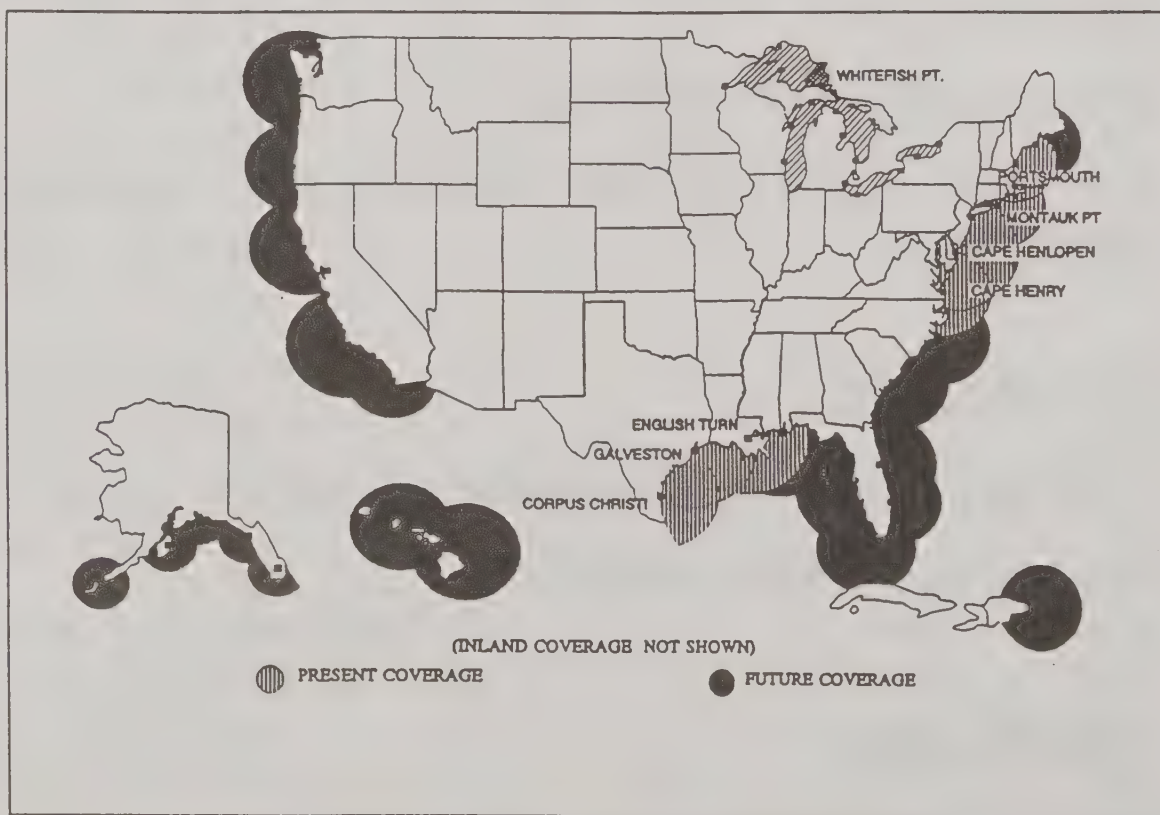 WHITEFISH PT.
PORTSMOUTH
MONTAUK PT
CAPE HENLOPEN
CAPE HENRY
ENGLISH TURN
GALVESTON
CORPUS CHRISTI
(INLAND COVERAGE NOT SHOWN)
PRESENT COVERAGE
FUTURE COVERAGE